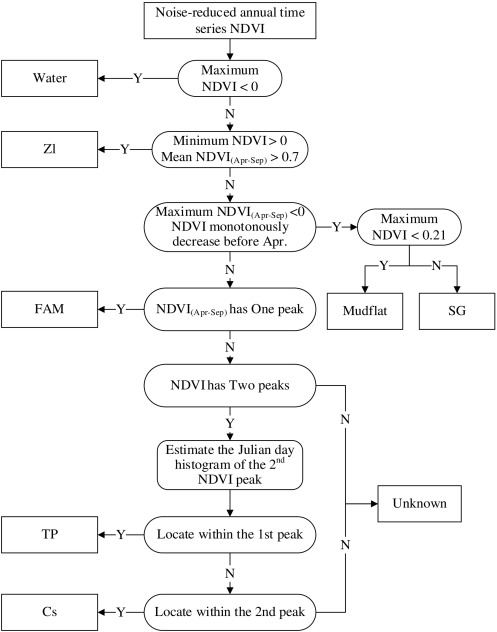 Noise-reduced annual time
series NDVI
Water
Y
Maximum
NDVI < 0
N
Zl
Y
Minimum NDVI > 0
Mean NDVI(Apr-Sep) > 0.7
N
Maximum NDVI(Apr-Sep) <0
NDVI monotonously
decrease before Apr.
Y
Maximum
NDVI < 0.21
Y
N
Mudflat
SG
N
FAM
Y
NDVI(Apr-Sep) has One peak
N
NDVI has Two peaks
N
Y
Estimate the Julian day
histogram of the 2nd
NDVI peak
Unknown
TP
Y
Locate within the 1st peak
N
N
Cs
Y
Locate within the 2nd peak